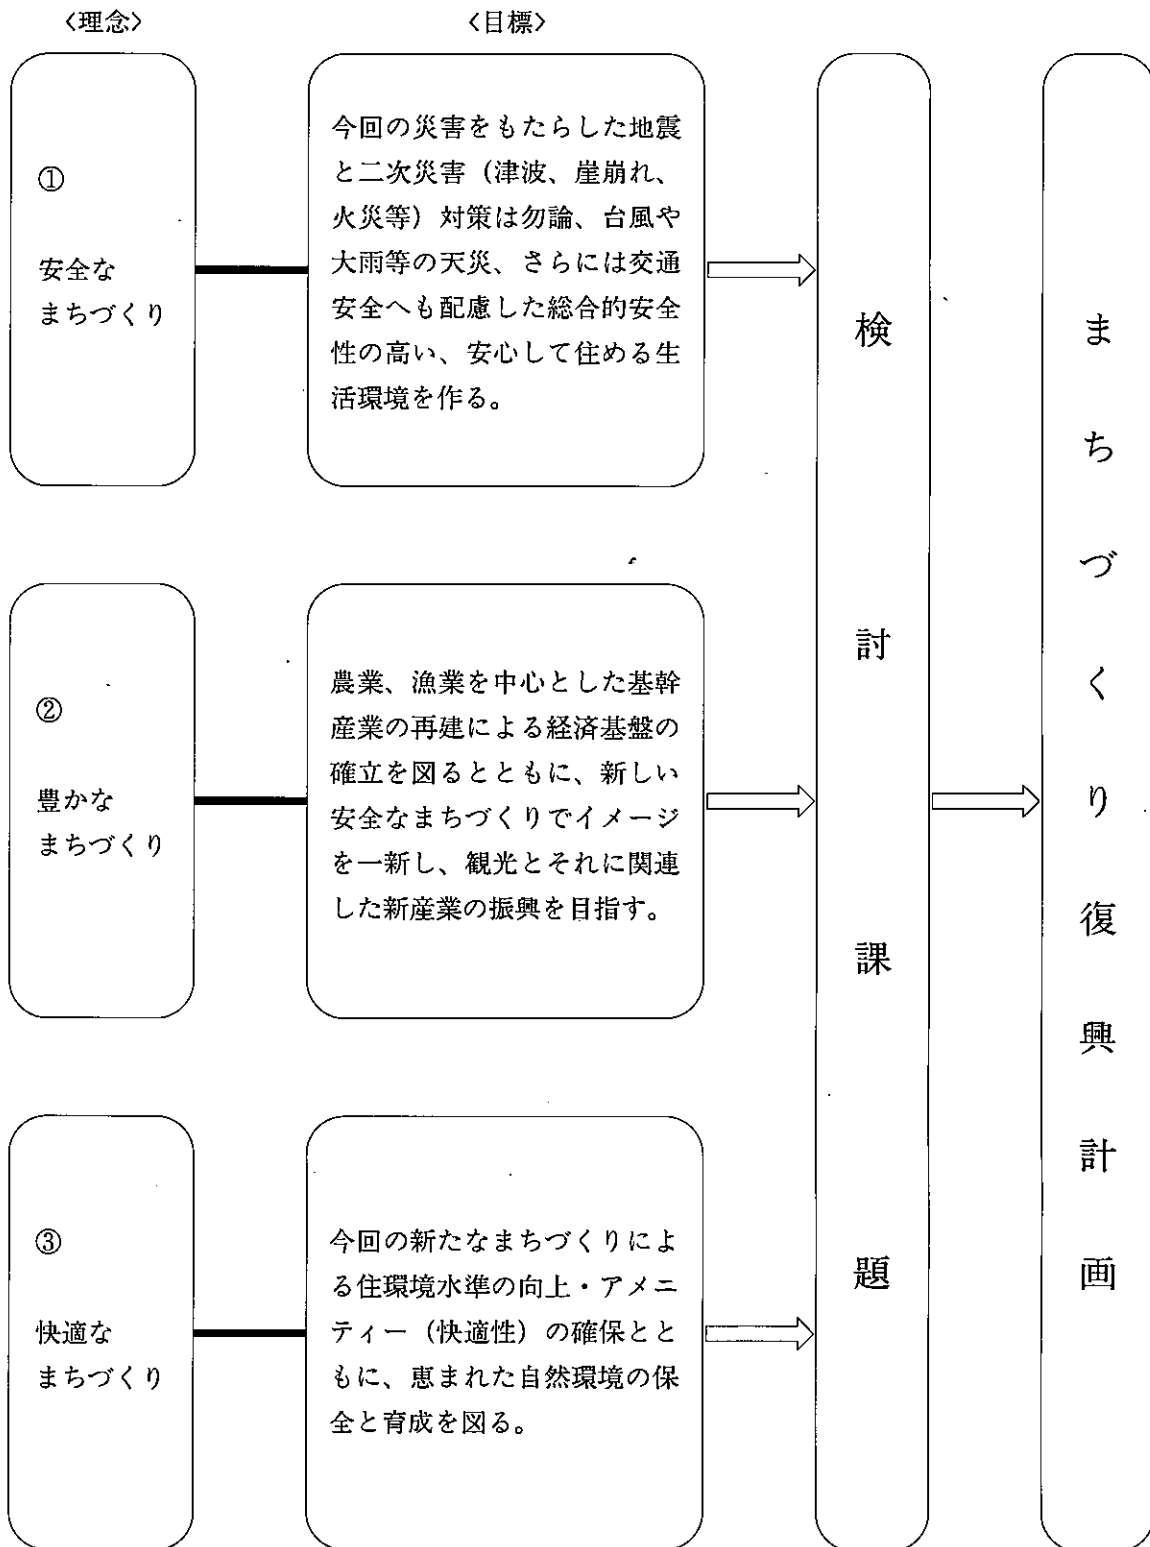 〈理念〉
〈目標〉
①
安全な
まちづくり
今回の災害をもたらした地震
と二次災害（津波、崖崩れ、
火災等）対策は勿論、台風や
大雨等の天災、さらには交通
安全へも配慮した総合的安全
性の高い、安心して住める生
活環境を作る。
②
豊かな
まちづくり
農業、漁業を中心とした基幹
産業の再建による経済基盤の
確立を図るとともに、新しい
安全なまちづくりでイメージ
を一新し、観光とそれに関連
した新産業の振興を目指す。
③
快適な
まちづくり
今回の新たなまちづくりによ
る住環境水準の向上・アメニ
ティー（快適性）の確保とと
もに、恵まれた自然環境の保
全と育成を図る。
検討課題
まちづくり復興計画